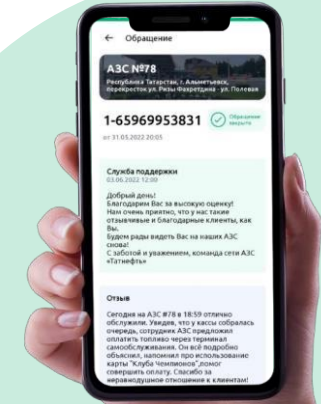 ← Обращение
АЗС №78
Республика Татарстан, г. Альметьевск,
перекресток ул. Ризы Фахретдина - ул. Полевая
1-65969953831
Обращение
закрыто
от 31.05.2022 20:05
Служба поддержки
03.06.2022 12:00
Добрый день!
Благодарим Вас за высокую оценку!
Нам очень приятно, что у нас такие
отзывчивые и благодарные клиенты, как
Вы.
Будем рады видеть Вас на наших АЗС
снова!
С заботой и уважением, команда сети АЗС
«Татнефть»
Отзыв
Сегодня на АЗС #78 в 18:59 отлично
обслужили. Увидев, что у кассы собралась
очередь, сотрудник АЗС предложил
оплатить топливо через терминал
самообслуживания. Он всё подробно
объяснил, напомнил про использование
карты "Клуба Чемпионов",помог
совершить оплату. Спасибо за
неравнодушное отношения к клиентам!